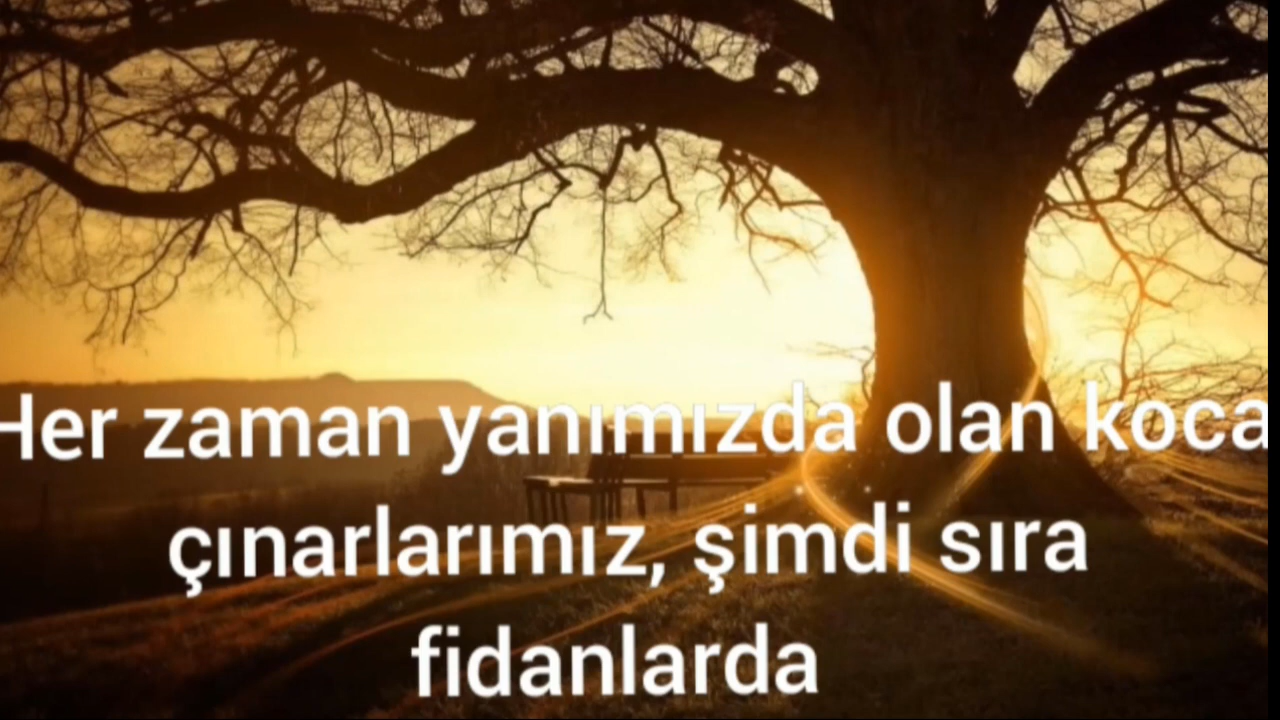 Her zaman yanımızda olan koca
çınarlarımız, şimdi sıra
fidanlarda